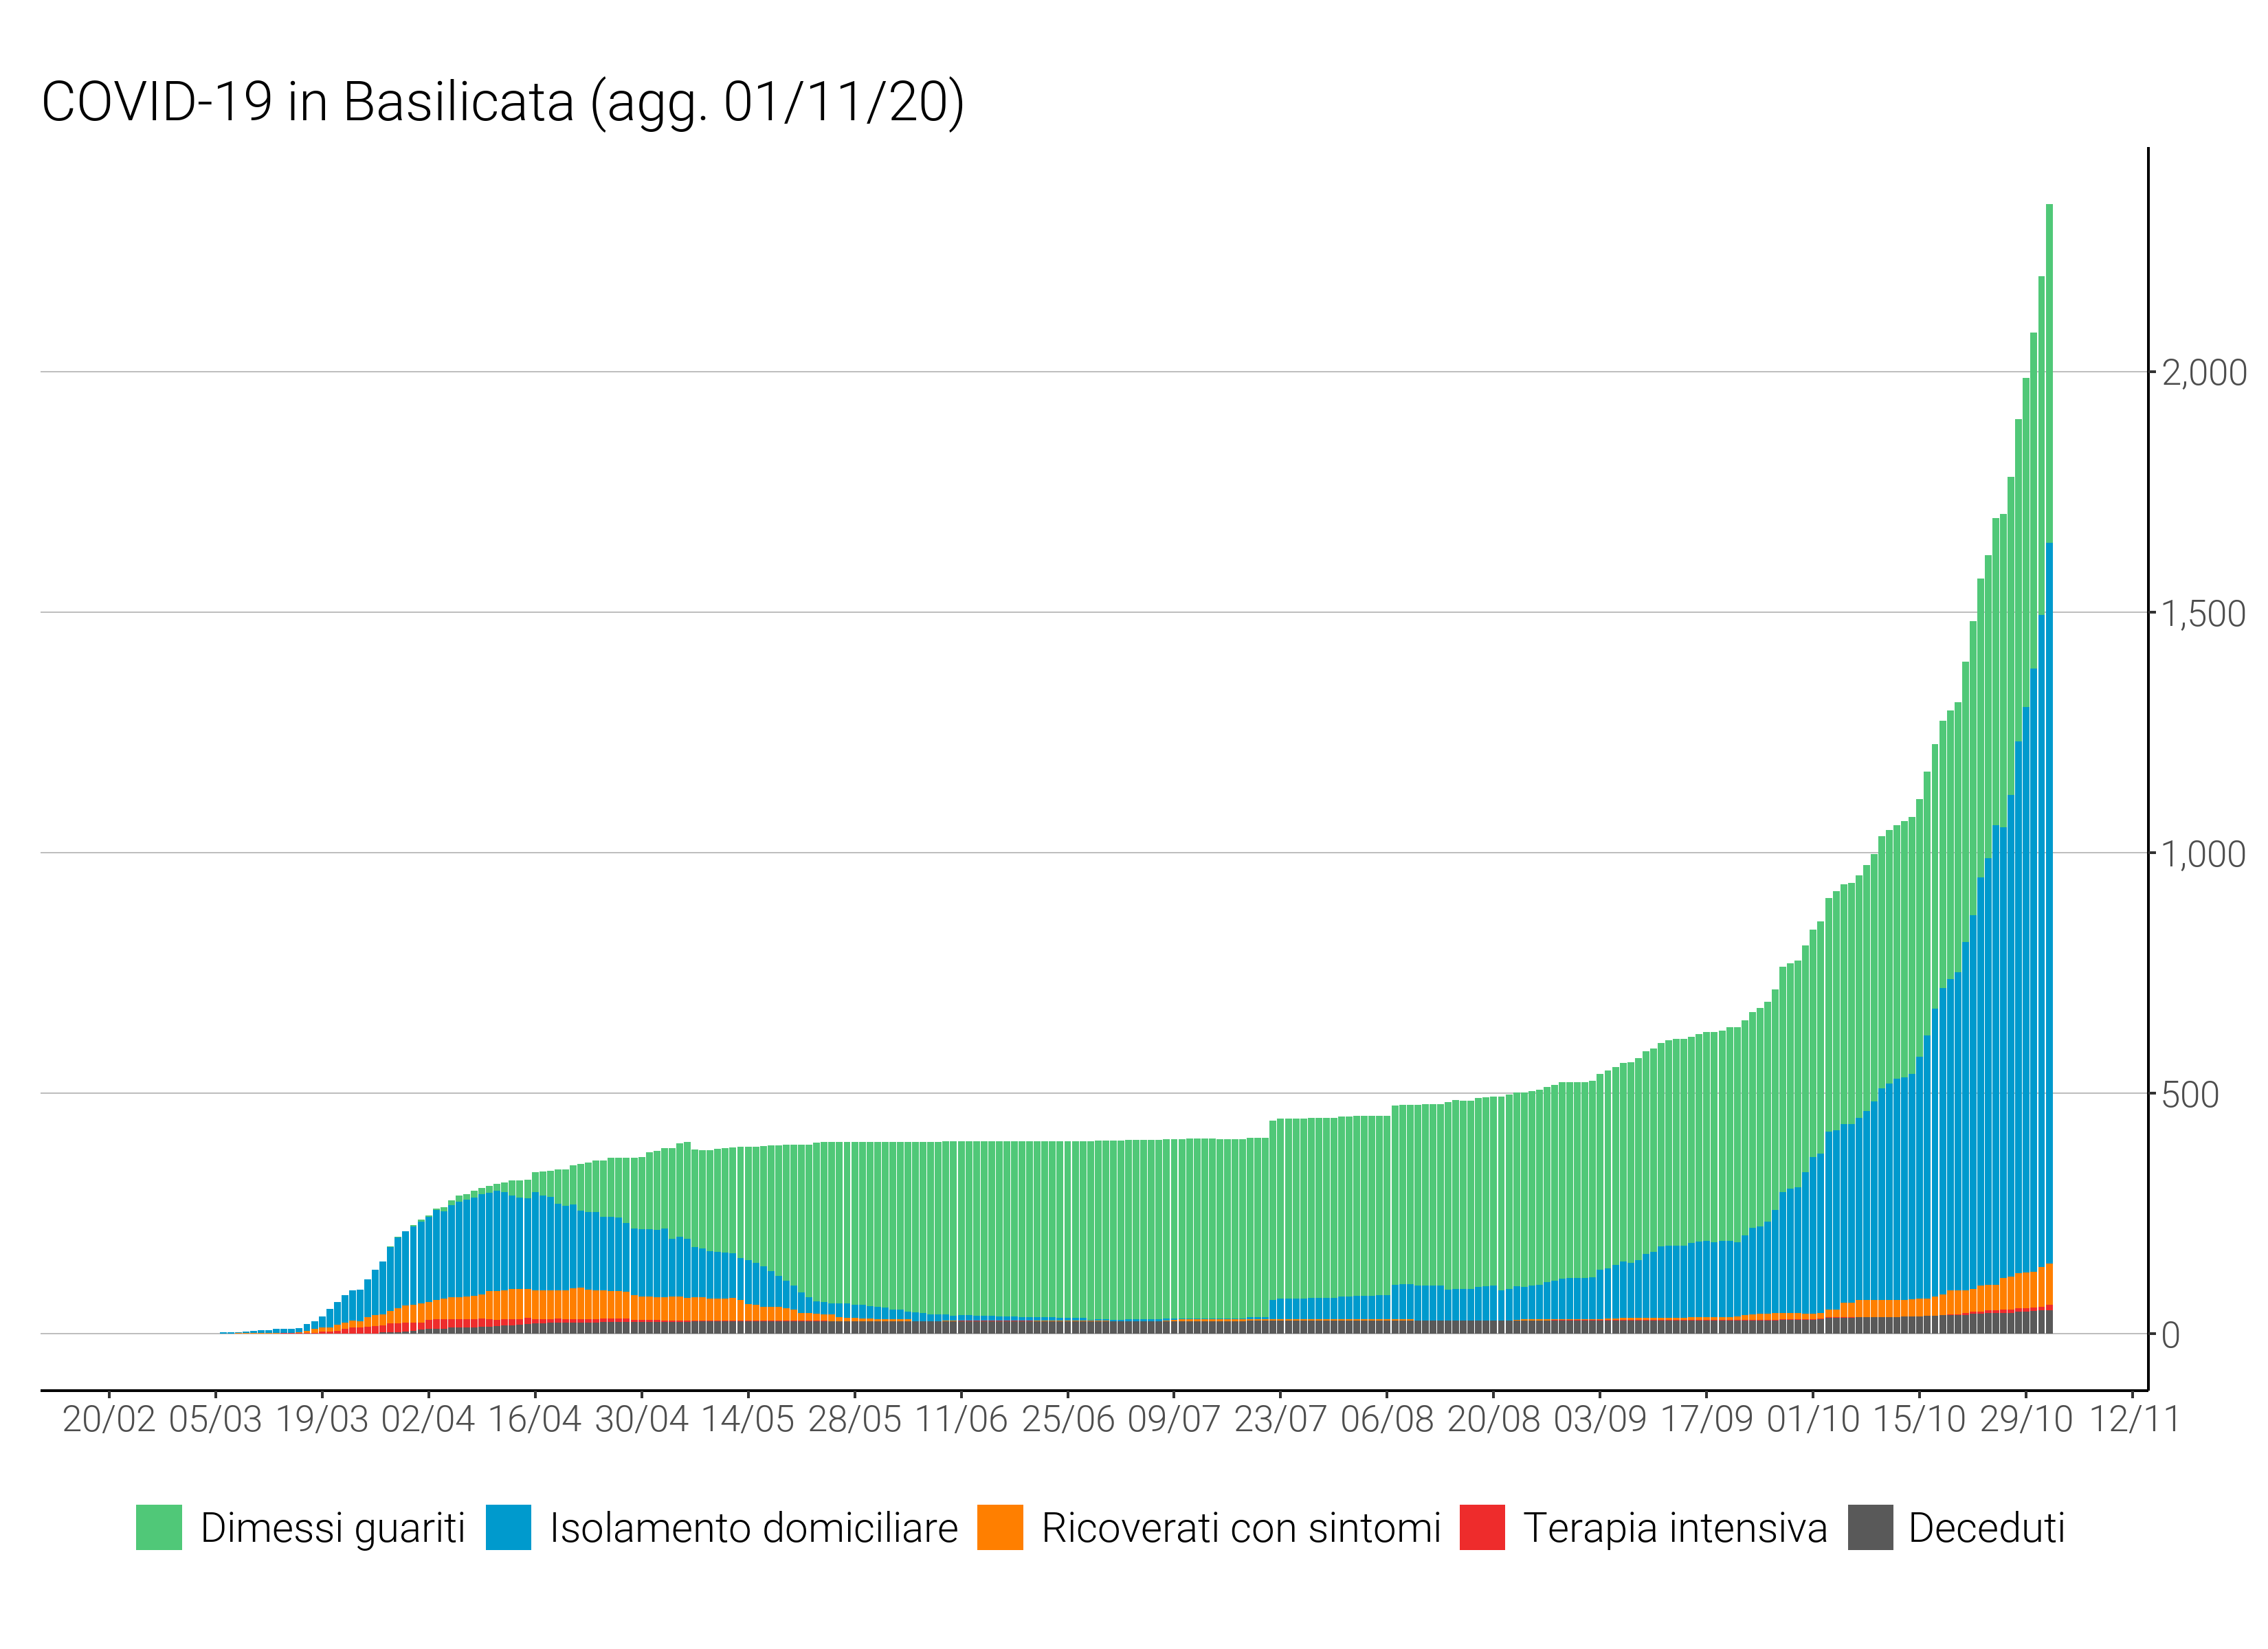 COVID-19 in Basilicata (agg. 01/11/20)
2,000
1,500
1,000
500
0
20/02 05/03 19/03 02/04 16/04 30/04 14/05 28/05 11/06 25/06 09/07 23/07 06/08 20/08 03/09 17/09 01/10 15/10 29/10 12/11
Dimessi guariti Isolamento domiciliare Ricoverati con sintomi Terapia intensiva Deceduti